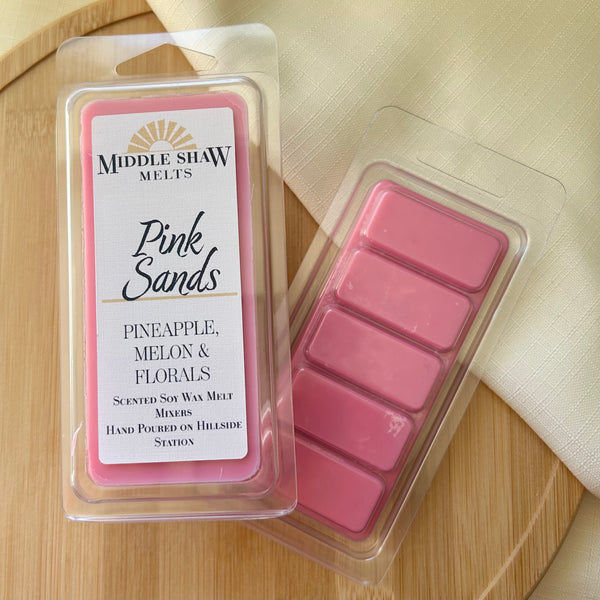 MIDDLE SHAW
MELTS
Pink
Sands
PINEAPPLE,
MELON &
FLORALS
SCENTED SOY WAX MELT
MIXERS
HAND POURED ON HILLSIDE
STATION